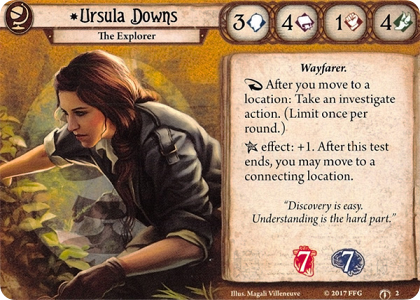 *Ursula Downs
The Explorer
3 4 1 4
Wayfarer.
After you move to a
location: Take an investigate
action. (Limit once per
round.)
effect: +1. After this test
ends, you may move to a
connecting location.
"Discovery is easy.
Understanding is the hard part."
7 7
Illus. Magali Villeneuve © 2017 FFG 2